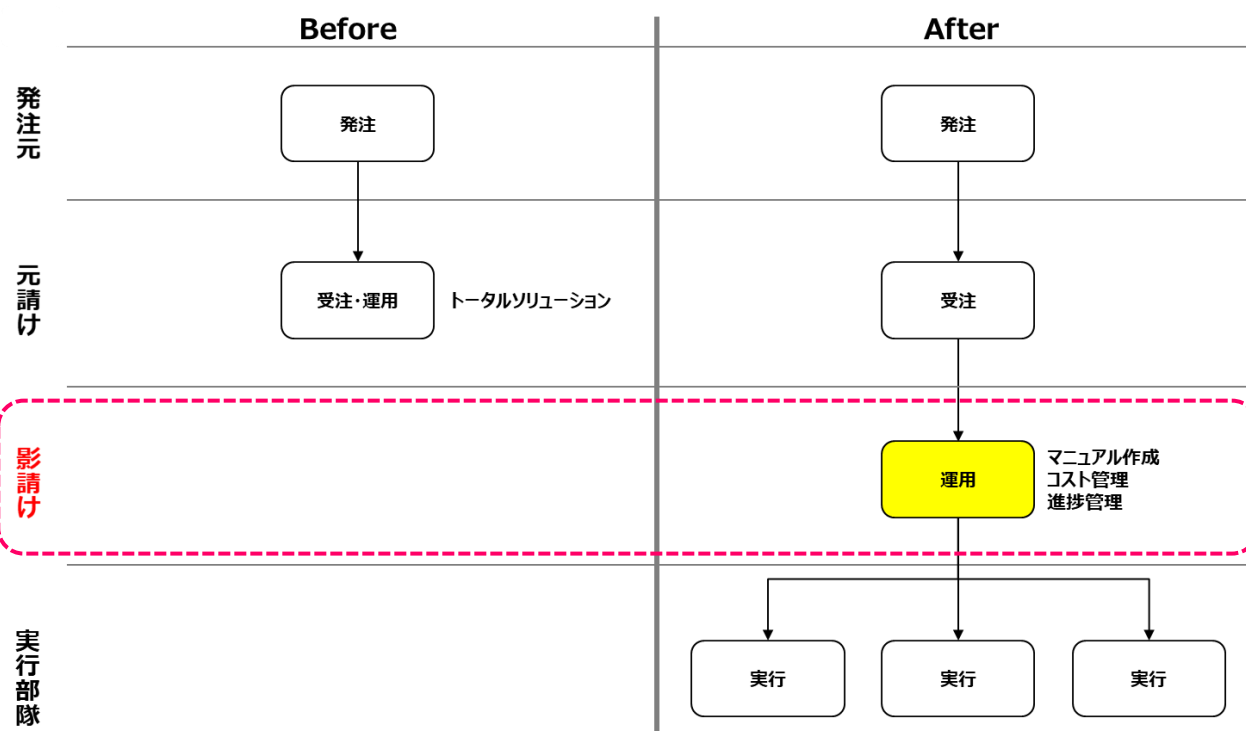 Before
After
発注元
発注
発注
元請け
受注・運用
トータルソリューション
受注
影請け
運用
マニュアル作成
コスト管理
進捗管理
実行部隊
実行
実行
実行